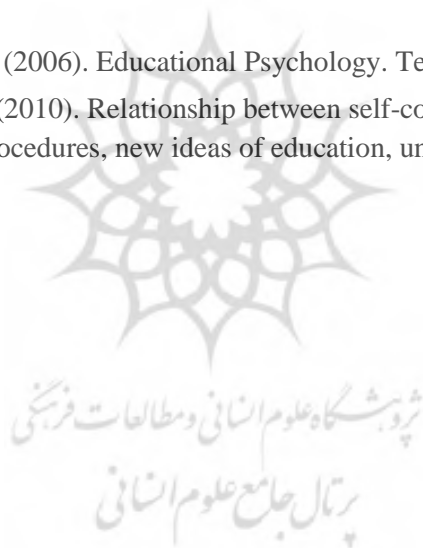 (2006). Educational Psychology. Te
(2010). Relationship between self-co
ocedures, new ideas of education, un
پژوهشگاه علوم انسانی و مطالعات فرهنگی
پرتال جامع علوم انسانی